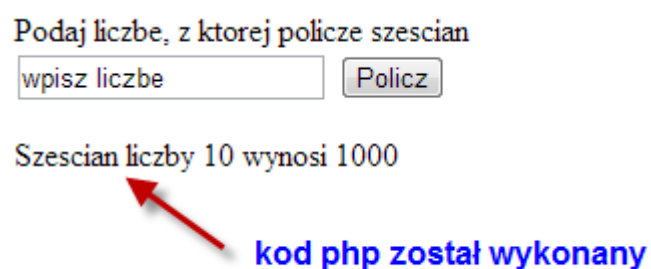 Podaj liczbe, z ktorej policze szescian
wpisz liczbe Policz
Szescian liczby 10 wynosi 1000
kod php został wykonany